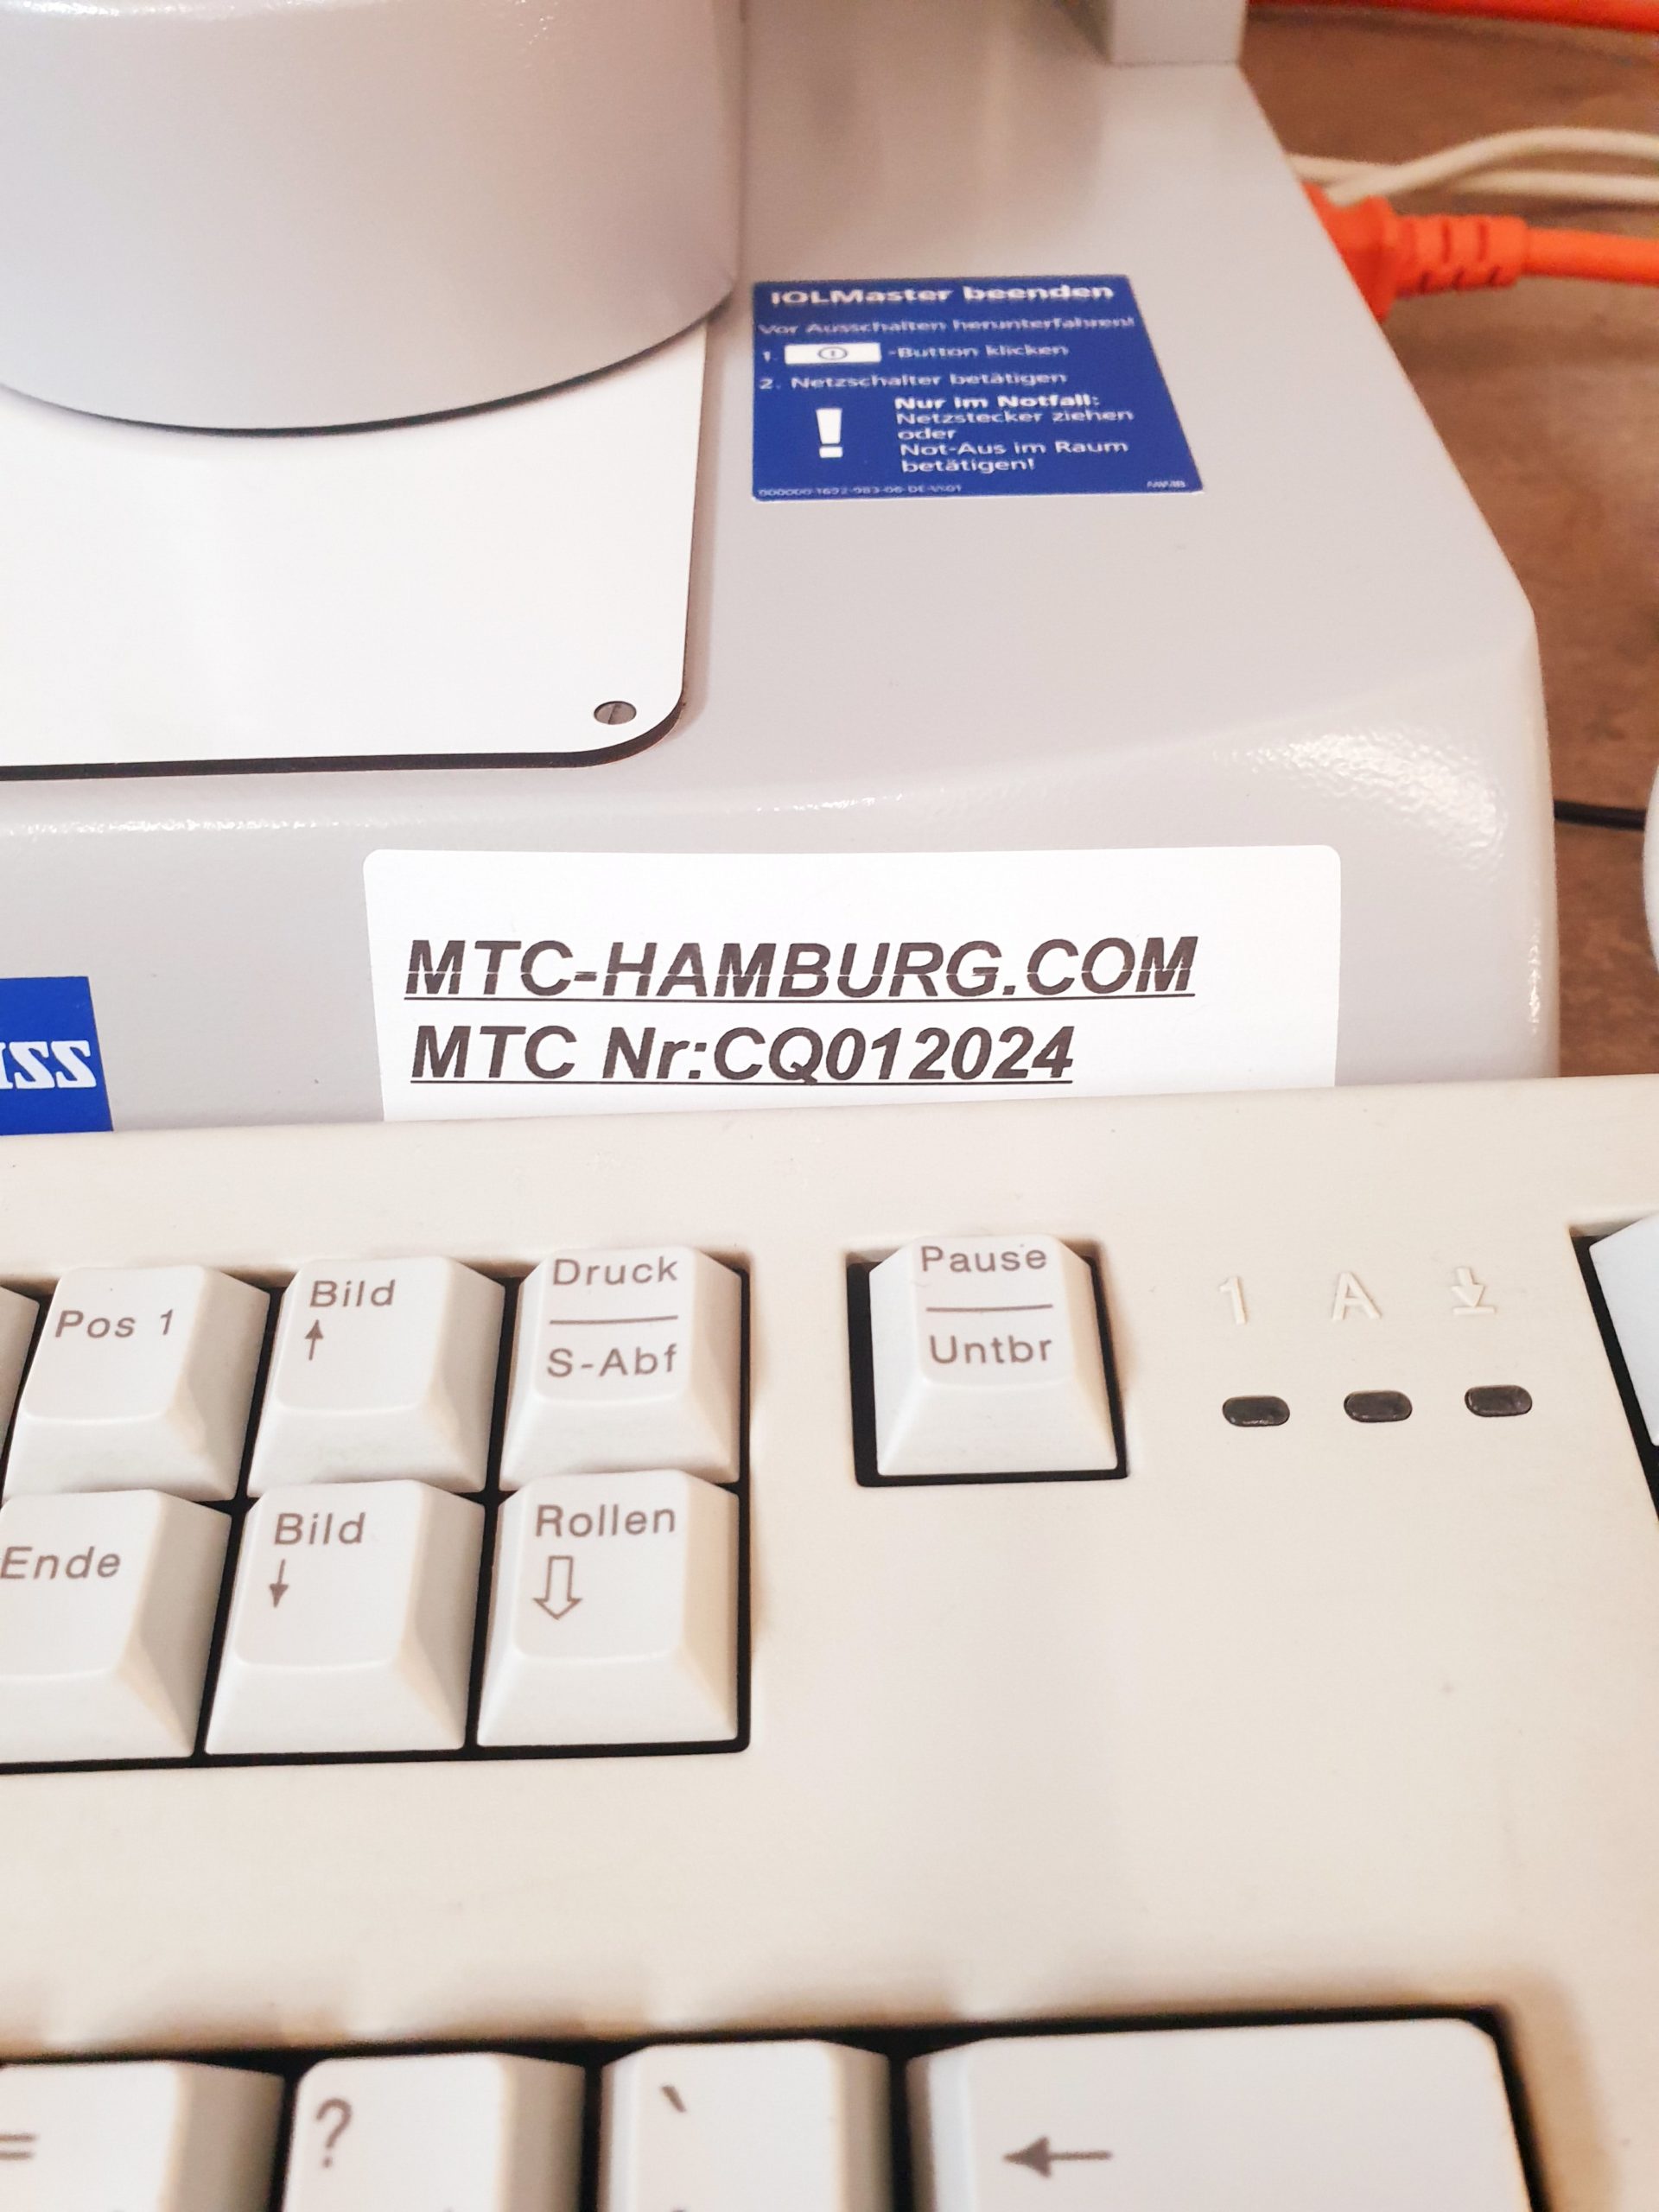 IOLMaster beenden
Vor Ausschalten herunterfahren!
1. -Button klicken
2. Netzschalter betätigen
! Nur im Notfall:
Netzstecker ziehen
oder
Not-Aus im Raum
betätigen!
MTC-HAMBURG.COM
MTC Nr:CQ012024
ISS
Pos 1
Bild
↑
Druck
S-Abf
Pause
Untbr
1 A
Ende
Bild
↓
Rollen
⇩
= ? ` ←